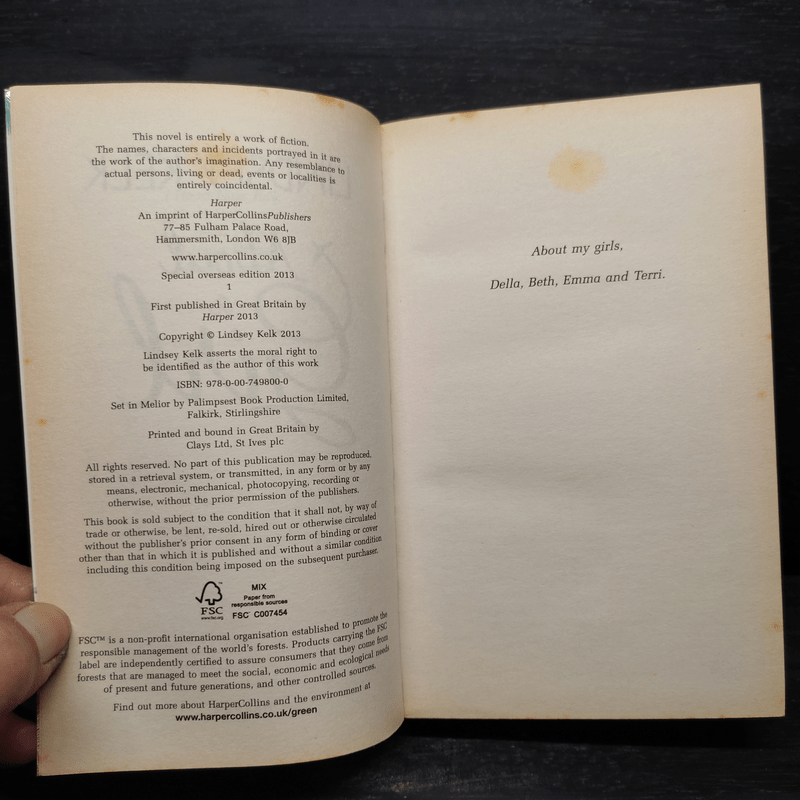 This novel is entirely a work of fiction.
The names, characters and incidents portrayed in it are
the work of the author's imagination. Any resemblance to
actual persons, living or dead, events or localities is
entirely coincidental.
Harper
An imprint of HarperCollinsPublishers
77–85 Fulham Palace Road,
Hammersmith, London W6 8JB
www.harpercollins.co.uk
Special overseas edition 2013
1
First published in Great Britain by
Harper 2013
Copyright © Lindsey Kelk 2013
Lindsey Kelk asserts the moral right to
be identified as the author of this work
ISBN: 978-0-00-749800-0
Set in Melior by Palimpsest Book Production Limited,
Falkirk, Stirlingshire
Printed and bound in Great Britain by
Clays Ltd, St Ives plc
All rights reserved. No part of this publication may be reproduced,
stored in a retrieval system, or transmitted, in any form or by any
means, electronic, mechanical, photocopying, recording or
otherwise, without the prior permission of the publishers.
This book is sold subject to the condition that it shall not, by way of
trade or otherwise, be lent, re-sold, hired out or otherwise circulated
without the publisher's prior consent in any form of binding or cover
other than that in which it is published and without a similar condition
including this condition being imposed on the subsequent purchaser.
FSC
www.fsc.org
MIX
Paper from
responsible sources
FSC C007454
FSC™ is a non-profit international organisation established to promote the
responsible management of the world's forests. Products carrying the FSC
label are independently certified to assure consumers that they come from
forests that are managed to meet the social, economic and ecological needs
of present and future generations, and other controlled sources.
Find out more about HarperCollins and the environment at
www.harpercollins.co.uk/green
About my girls,
Della, Beth, Emma and Terri.